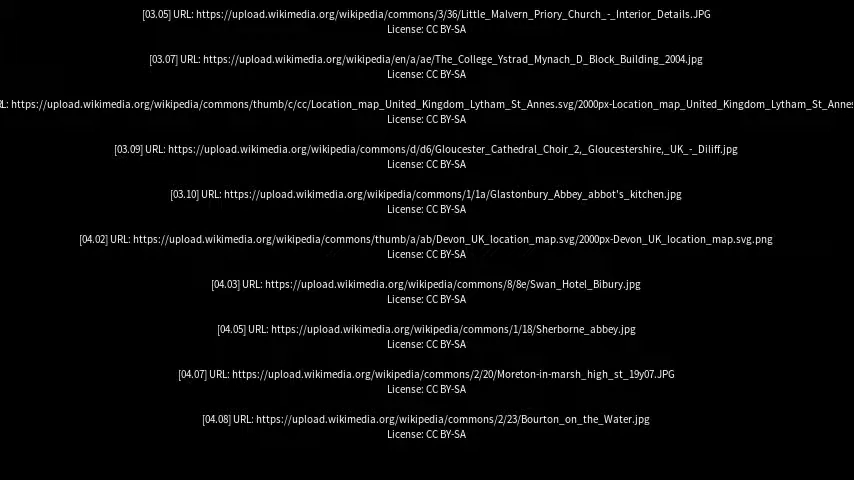 [03.05] URL: https://upload.wikimedia.org/wikipedia/commons/3/36/Little_Malvern_Priory_Church_-_Interior_Details.JPG
License: CC BY-SA
[03.07] URL: https://upload.wikimedia.org/wikipedia/en/a/ae/The_College_Ystrad_Mynach_D_Block_Building_2004.jpg
License: CC BY-SA
L: https://upload.wikimedia.org/wikipedia/commons/thumb/c/cc/Location_map_United_Kingdom_Lytham_St_Annes.svg/2000px-Location_map_United_Kingdom_Lytham_St_Annes
License: CC BY-SA
[03.09] URL: https://upload.wikimedia.org/wikipedia/commons/d/d6/Gloucester_Cathedral_Choir_2,_Gloucestershire,_UK_-_Diliff.jpg
License: CC BY-SA
[03.10] URL: https://upload.wikimedia.org/wikipedia/commons/1/1a/Glastonbury_Abbey_abbot's_kitchen.jpg
License: CC BY-SA
[04.02] URL: https://upload.wikimedia.org/wikipedia/commons/thumb/a/ab/Devon_UK_location_map.svg/2000px-Devon_UK_location_map.svg.png
License: CC BY-SA
[04.03] URL: https://upload.wikimedia.org/wikipedia/commons/8/8e/Swan_Hotel_Bibury.jpg
License: CC BY-SA
[04.05] URL: https://upload.wikimedia.org/wikipedia/commons/1/18/Sherborne_abbey.jpg
License: CC BY-SA
[04.07] URL: https://upload.wikimedia.org/wikipedia/commons/2/20/Moreton-in-marsh_high_st_19y07.JPG
License: CC BY-SA
[04.08] URL: https://upload.wikimedia.org/wikipedia/commons/2/23/Bourton_on_the_Water.jpg
License: CC BY-SA